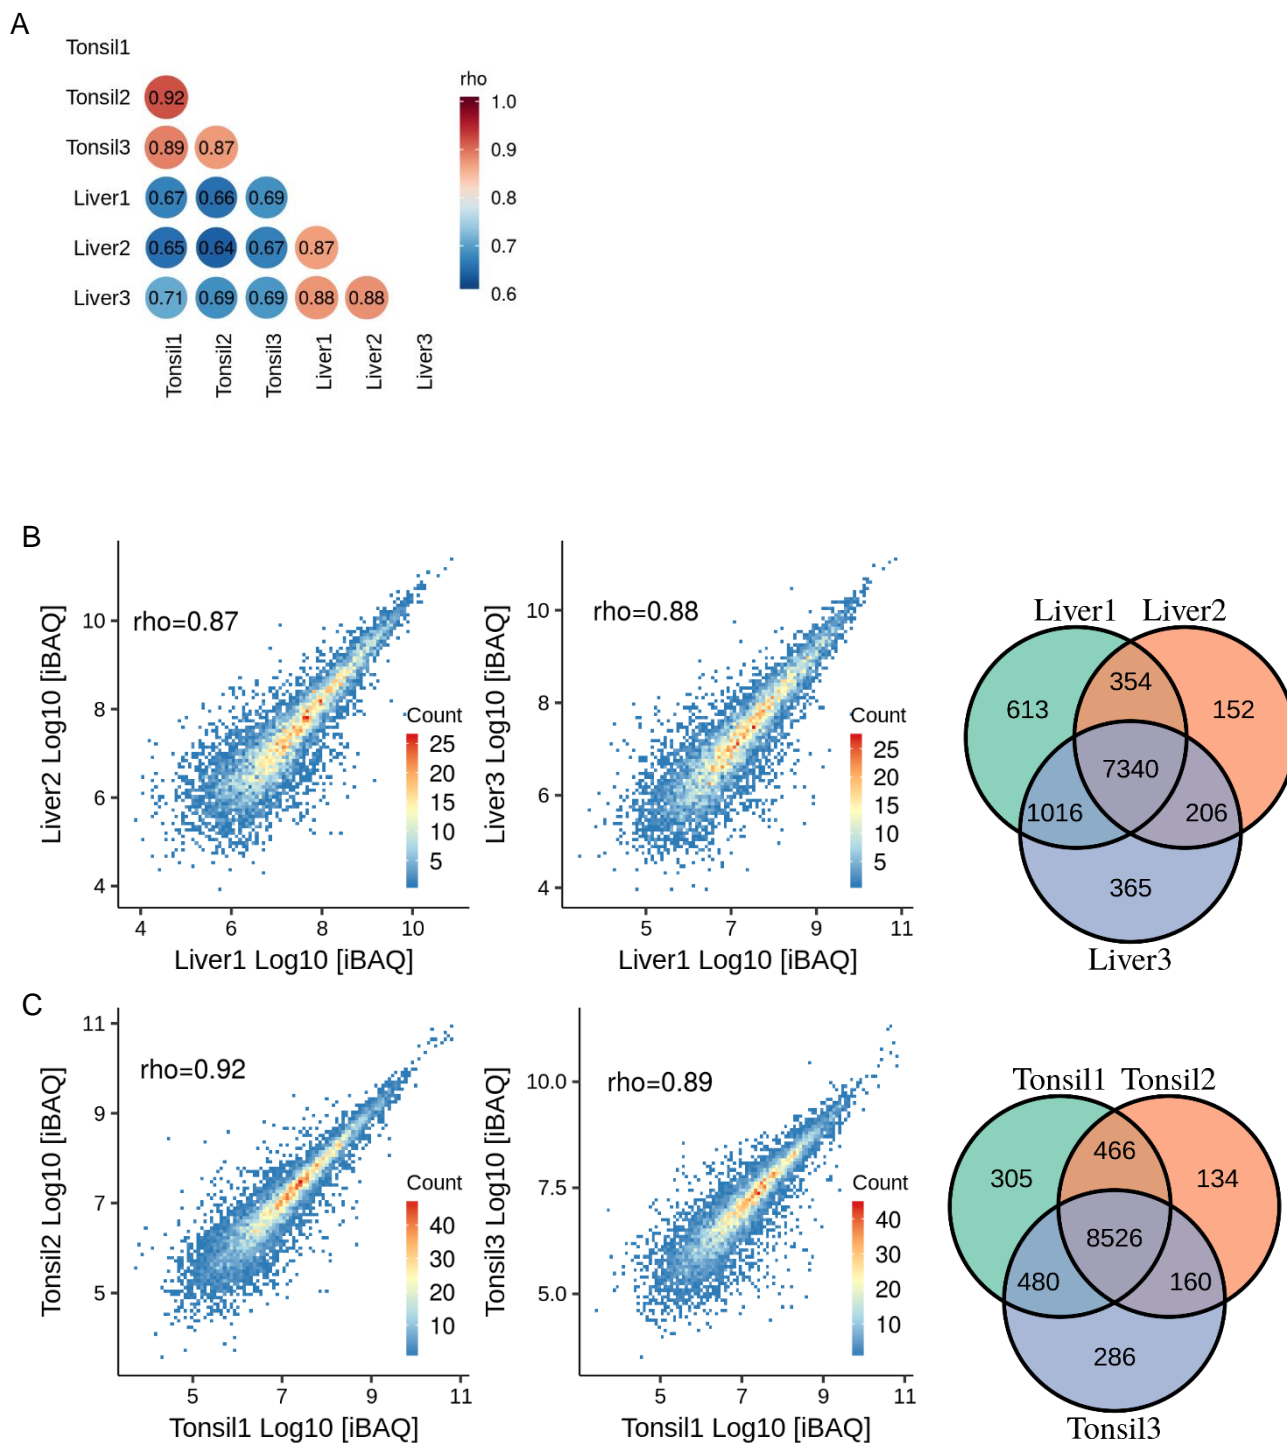 A
Tonsil1
Tonsil2
Tonsil3
Liver1
Liver2
Liver3
0.92
0.89 0.87
0.67 0.66 0.69
0.65 0.64 0.67 0.87
0.71 0.69 0.69 0.88 0.88
Tonsil1 Tonsil2 Tonsil3 Liver1 Liver2 Liver3
rho
1.0
0.9
0.8
0.7
0.6
B
Liver2 Log10 [iBAQ]
10
8
6
4
rho=0.87
Count
25
20
15
10
5
4 6 8 10
Liver1 Log10 [iBAQ]
Liver3 Log10 [iBAQ]
10
8
6
4
rho=0.88
Count
25
20
15
10
5
5 7 9 11
Liver1 Log10 [iBAQ]
Liver1 Liver2
354
613 152
7340
1016 206
365
Liver3
C
Tonsil2 Log10 [iBAQ]
11
9
7
5
rho=0.92
Count
40
30
20
10
5 7 9 11
Tonsil1 Log10 [iBAQ]
Tonsil3 Log10 [iBAQ]
10.0
7.5
5.0
rho=0.89
Count
40
30
20
10
5 7 9 11
Tonsil1 Log10 [iBAQ]
Tonsil1 Tonsil2
466
305 134
8526
480 160
286
Tonsil3